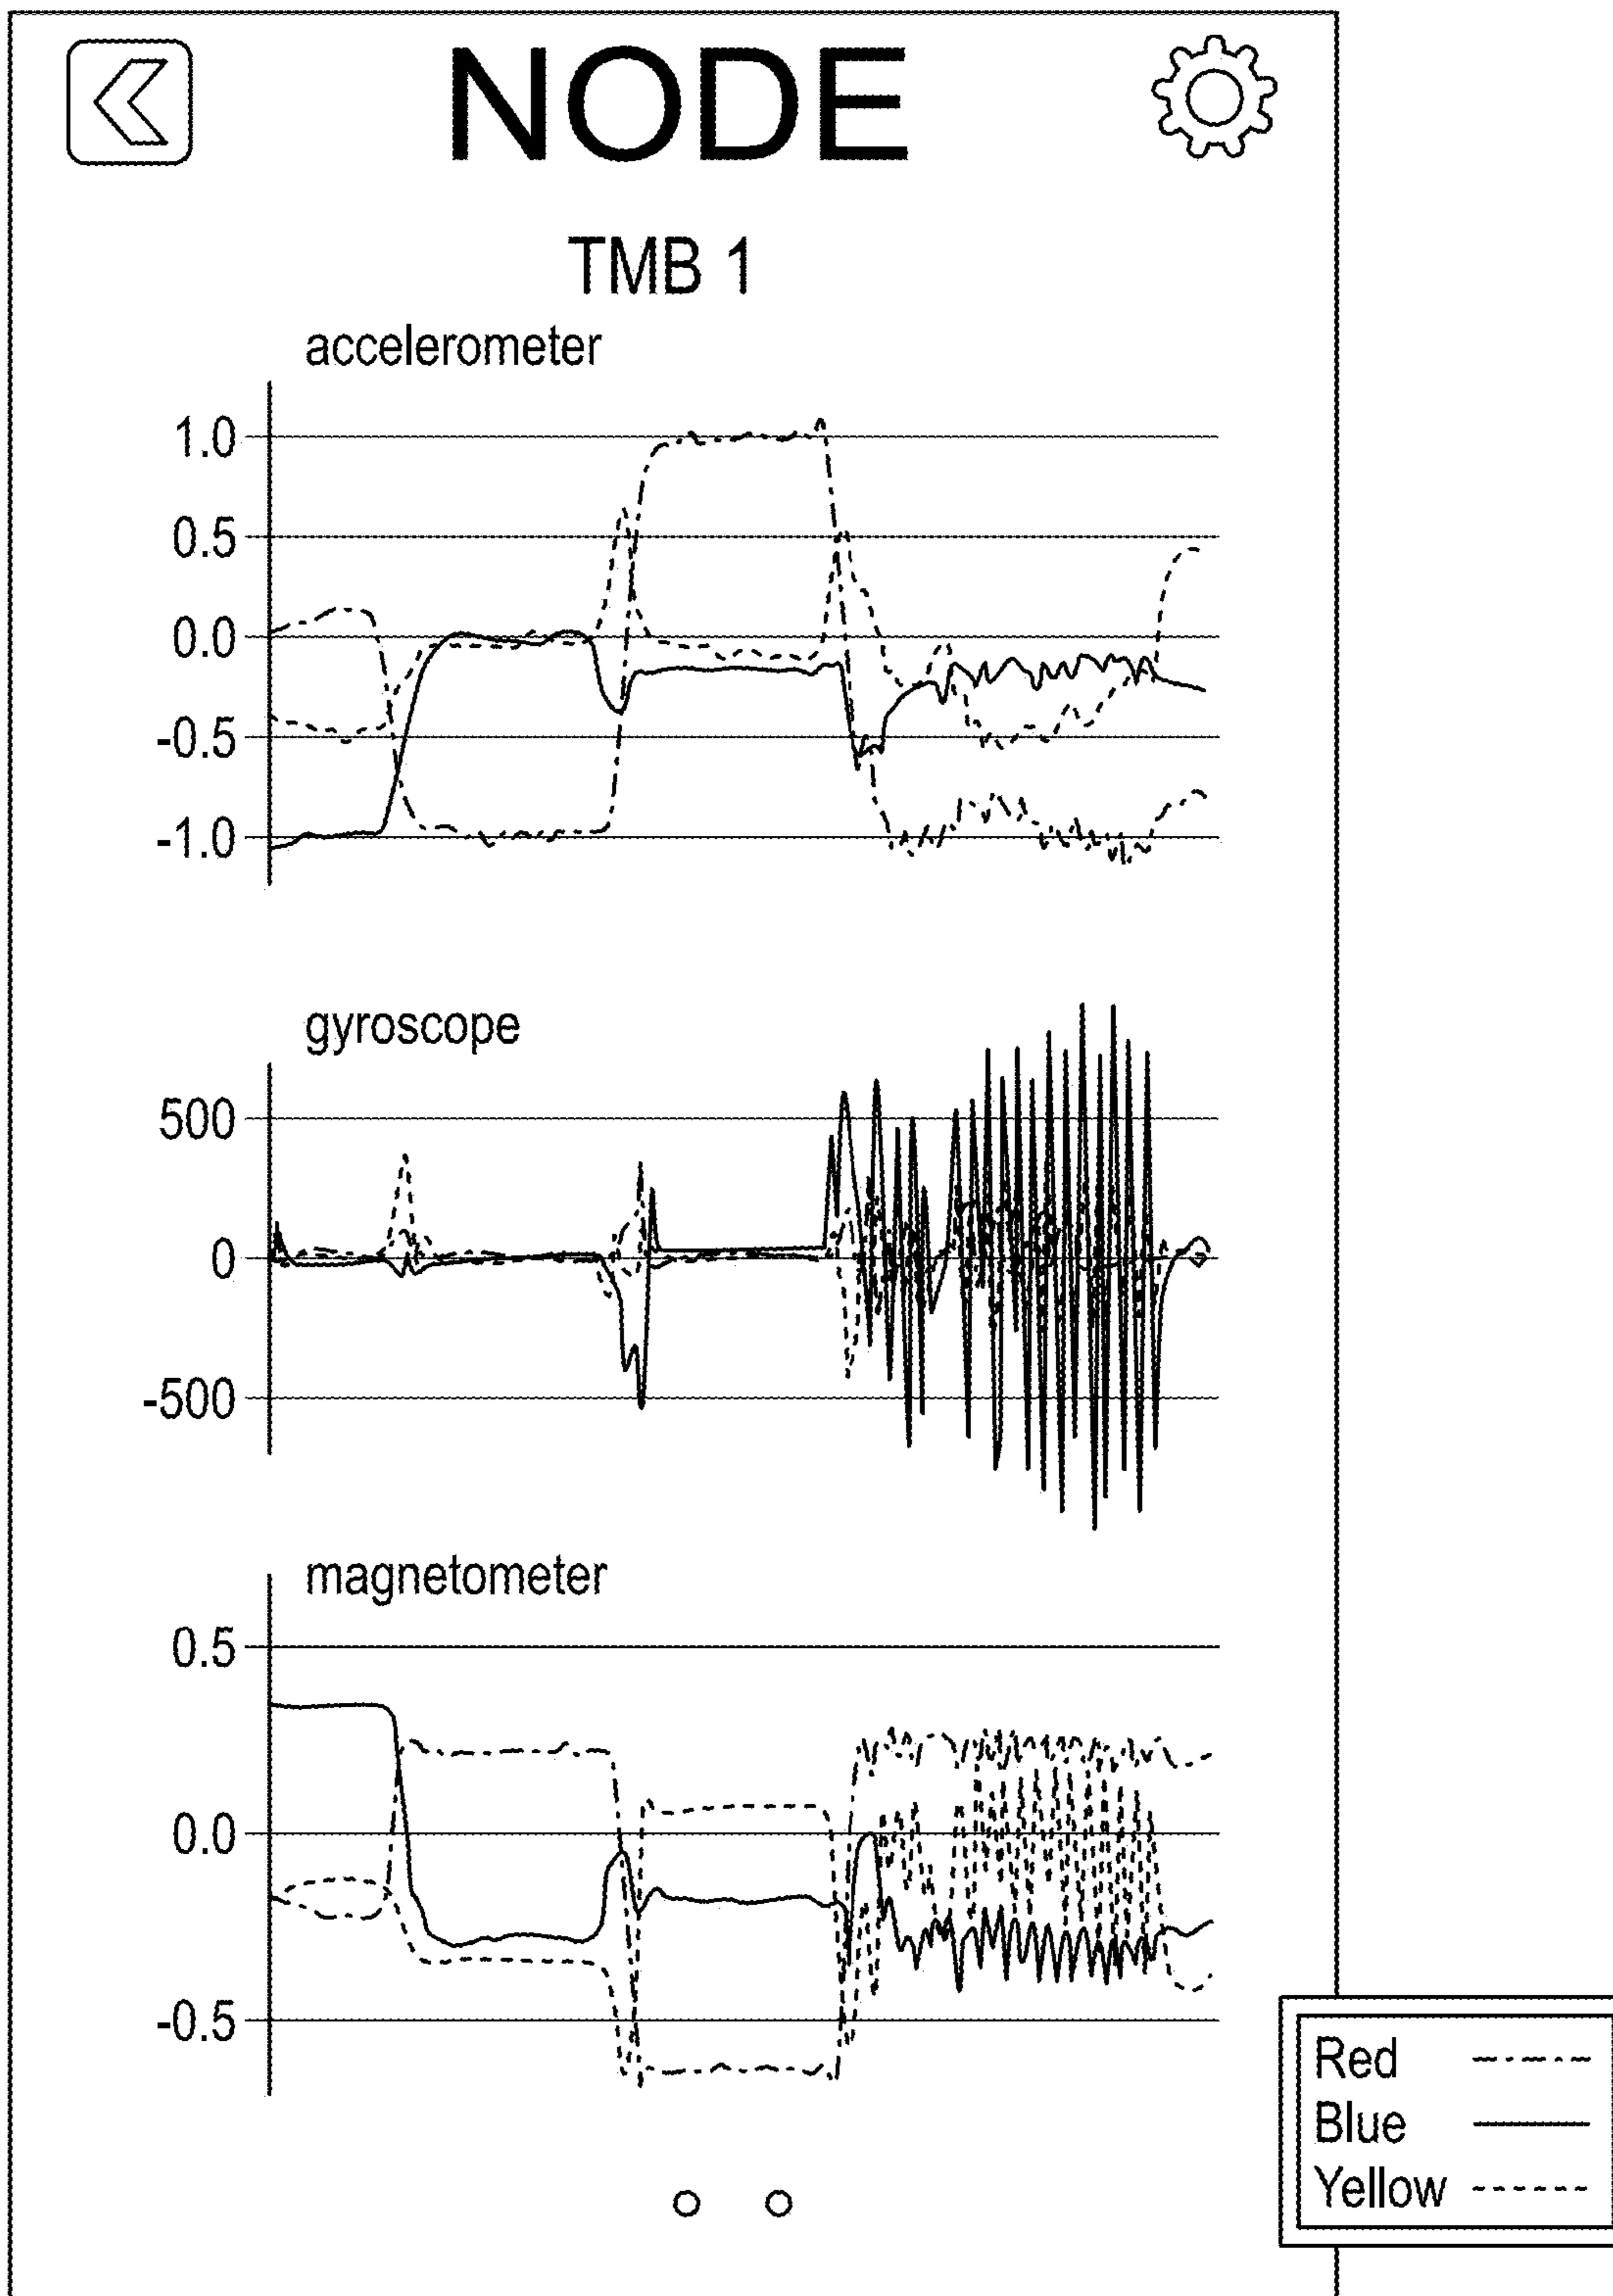 NODE
TMB 1
accelerometer
1.0
0.5
0.0
-0.5
-1.0
gyroscope
500
0
-500
magnetometer
0.5
0.0
-0.5
Red
Blue
Yellow